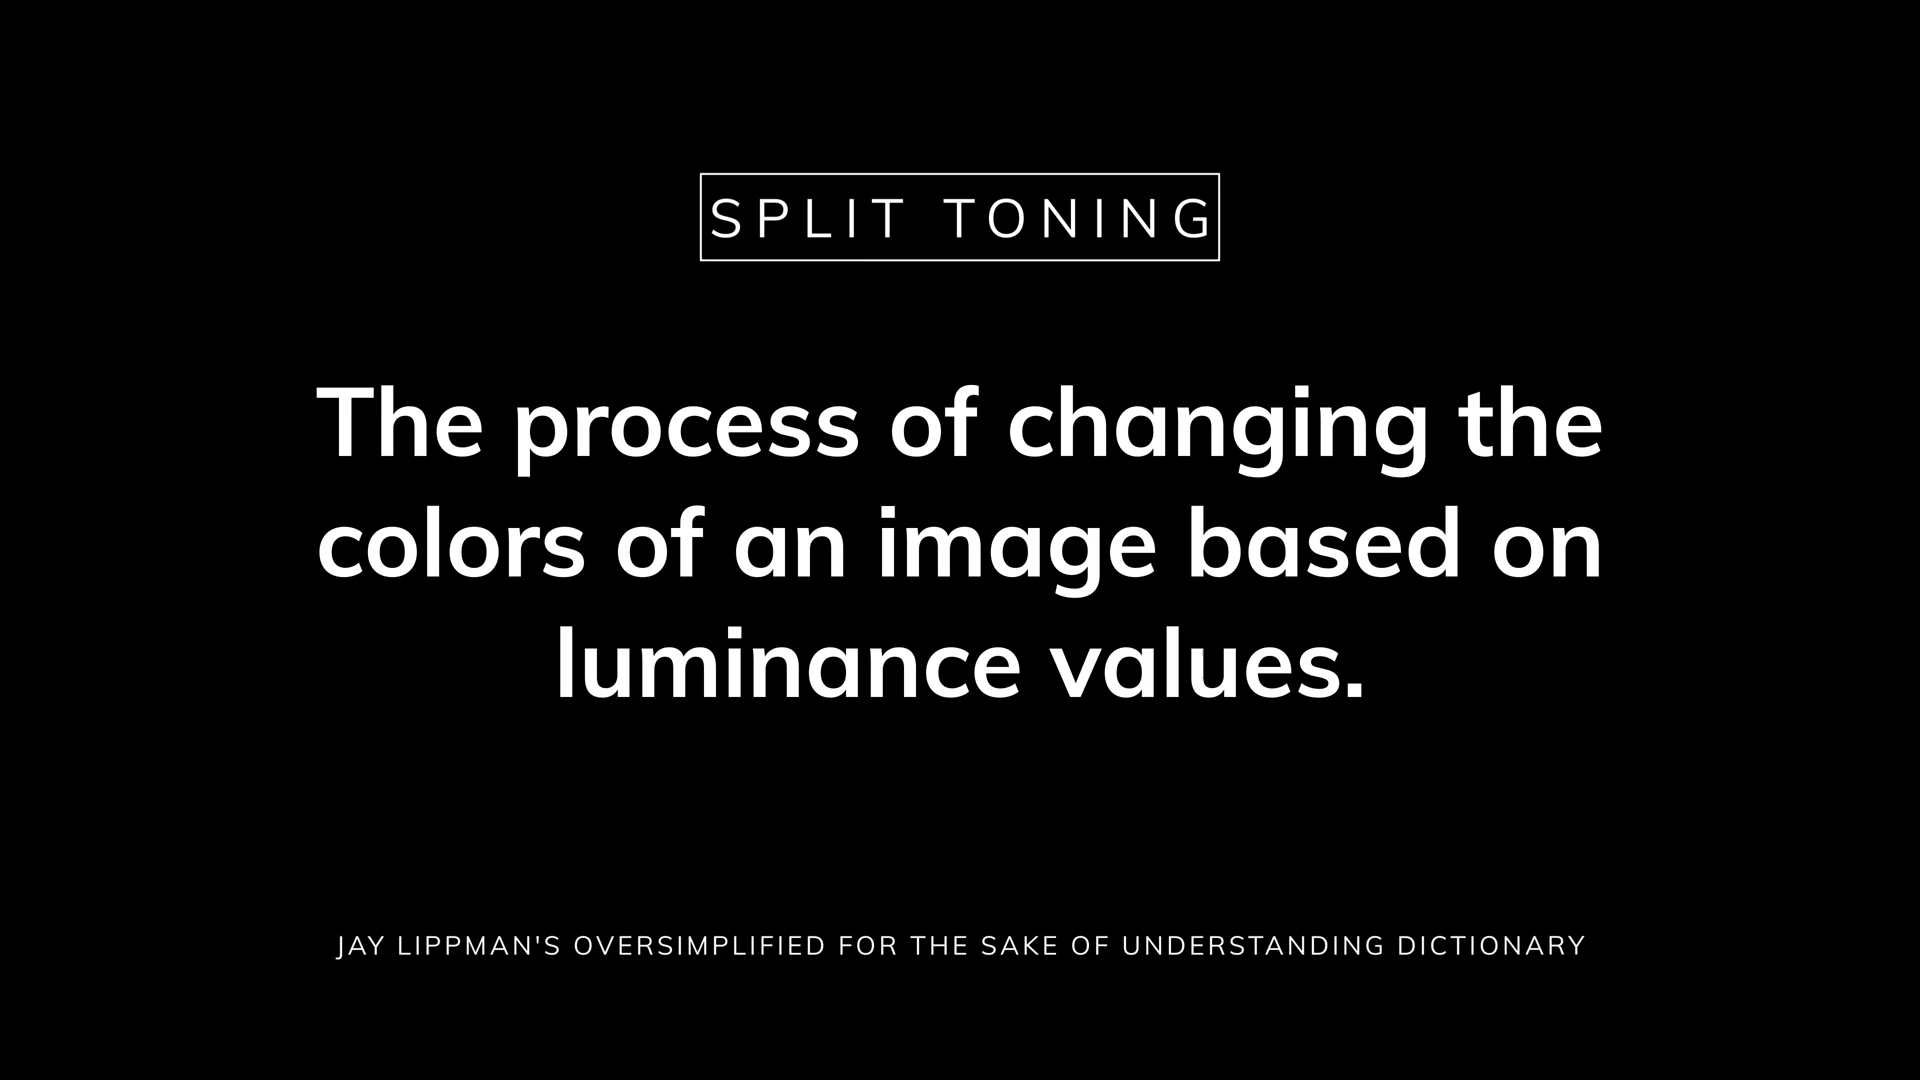 SPLIT TONING
The process of changing the
colors of an image based on
luminance values.
JAY LIPPMAN'S OVERSIMPLIFIED FOR THE SAKE OF UNDERSTANDING DICTIONARY